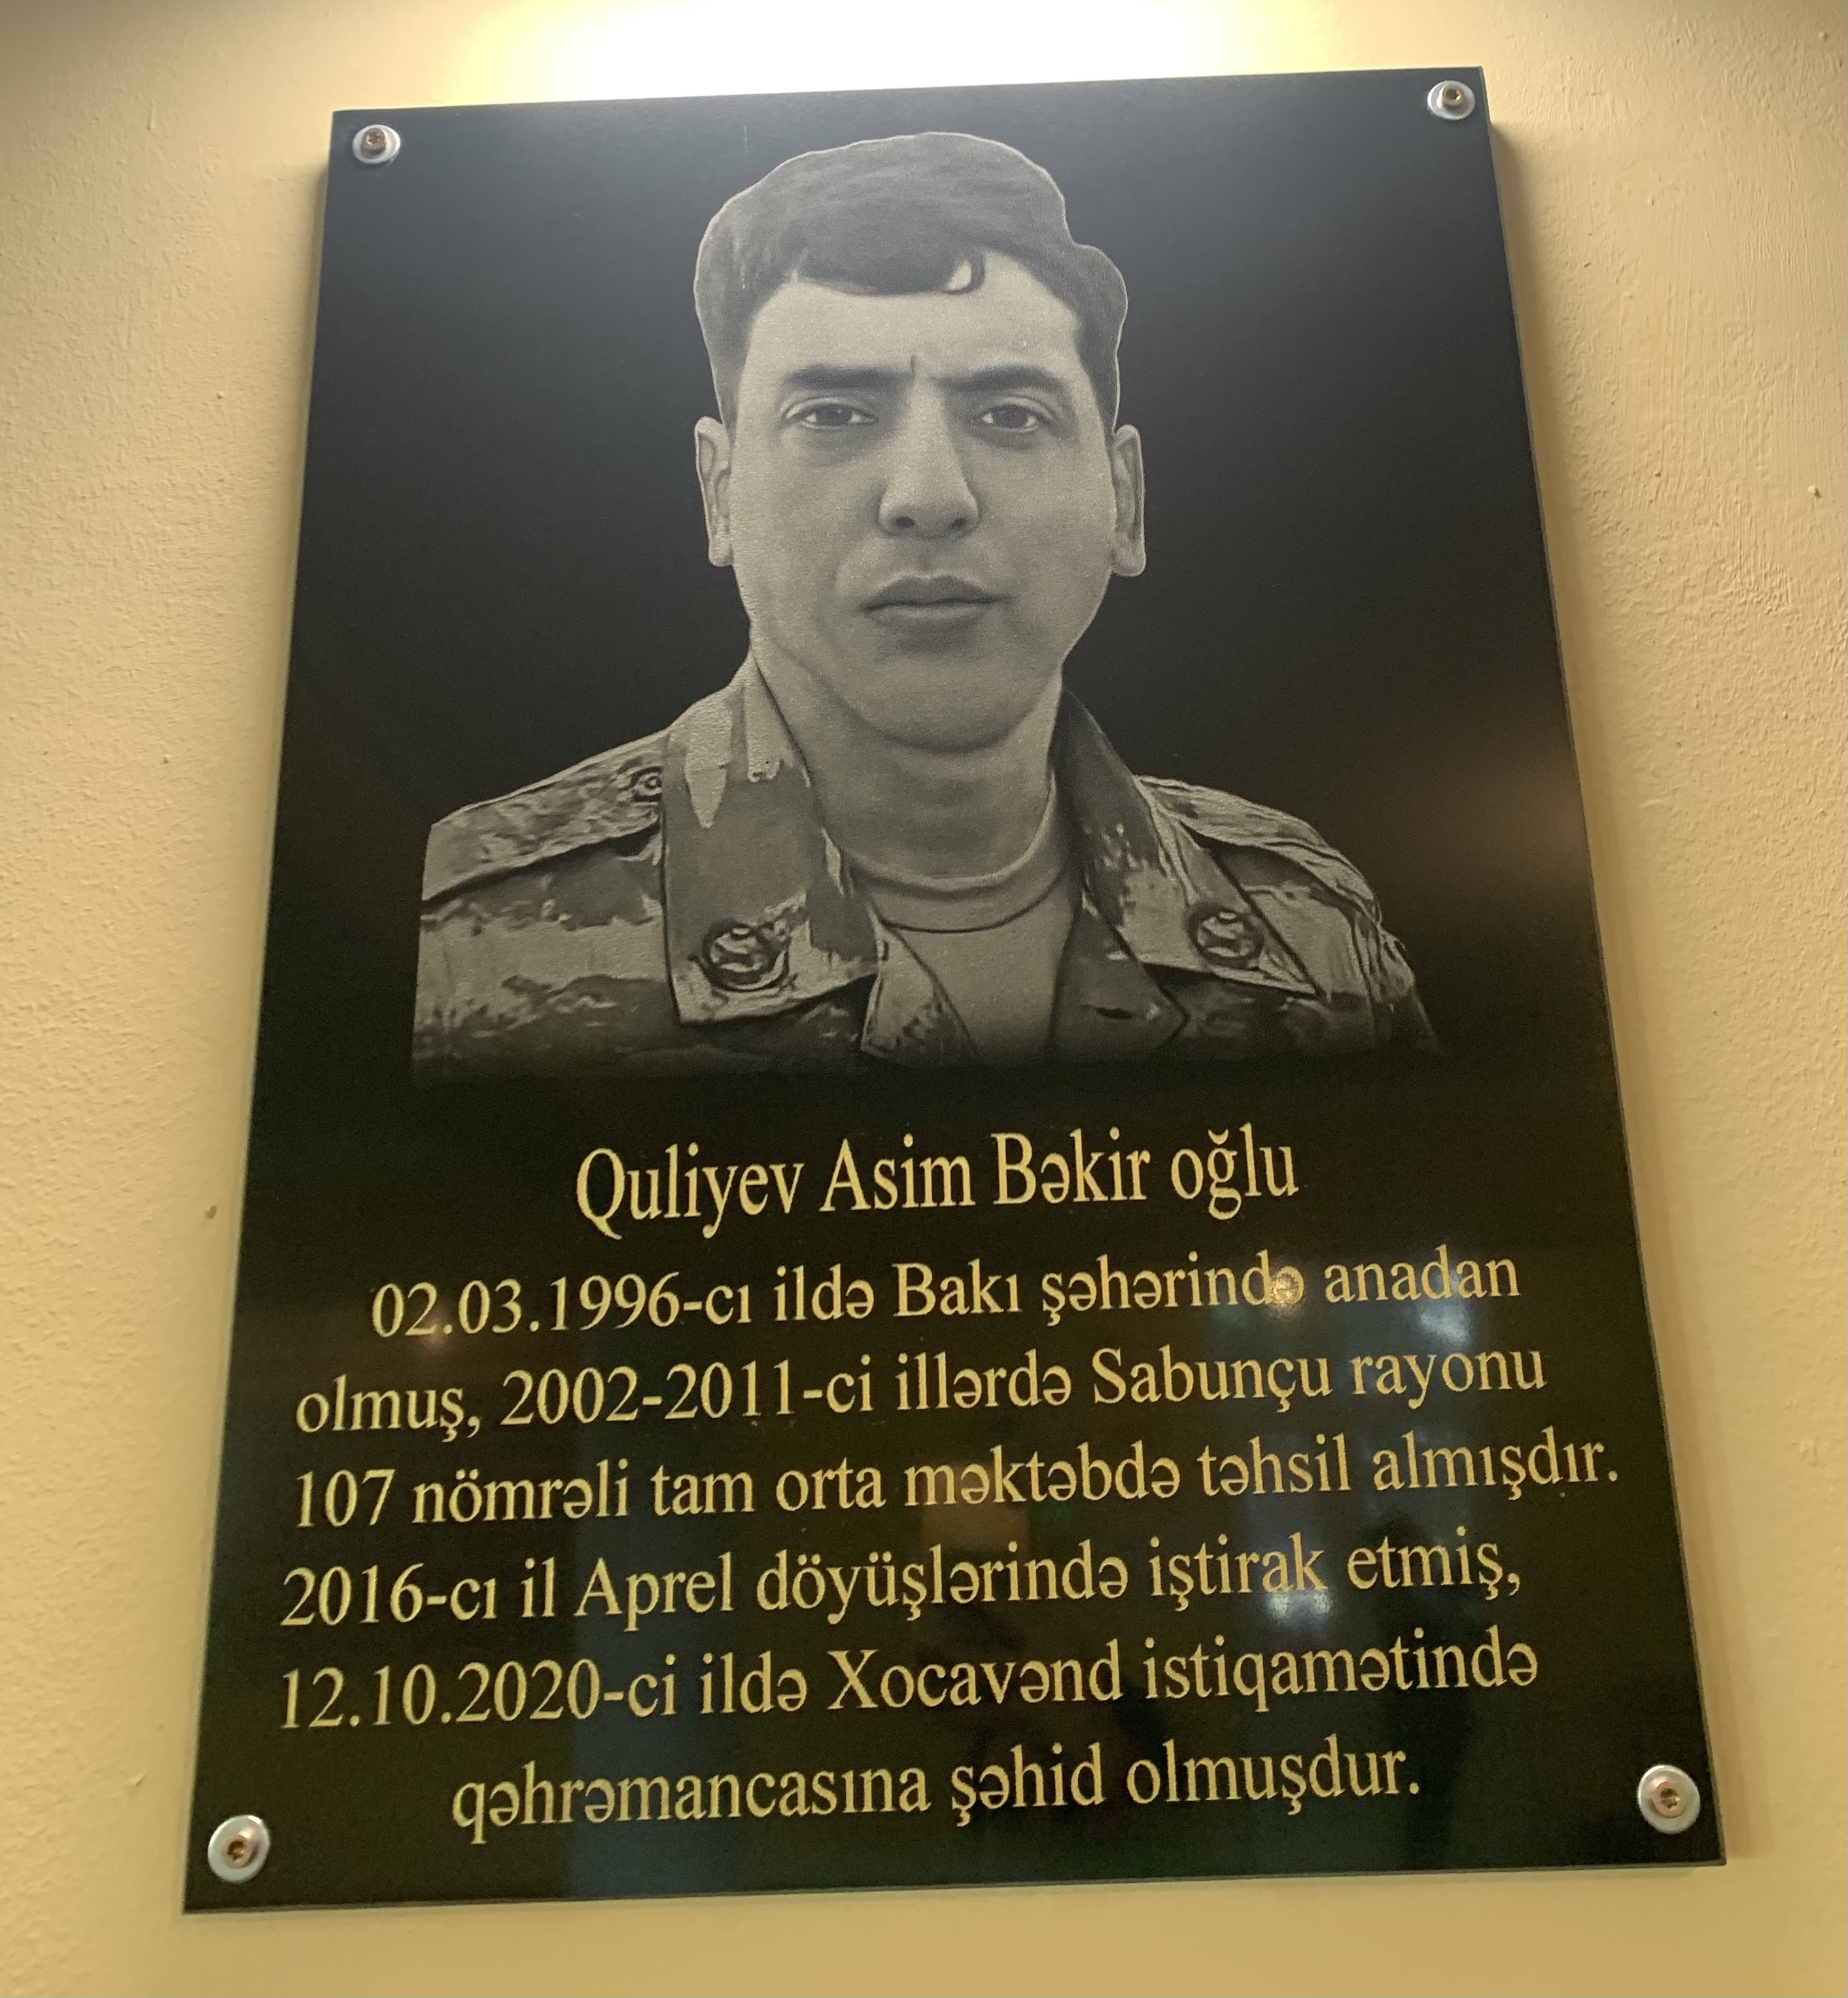 Quliyev Asim Bəkir oğlu
02.03.1996-cı ildə Bakı şəhərində anadan
olmuş, 2002-2011-ci illərdə Sabunçu rayonu
107 nömrəli tam orta məktəbdə təhsil almışdır.
2016-cı il Aprel döyüşlərində iştirak etmiş,
12.10.2020-ci ildə Xocavənd istiqamətində
qəhrəmancasına şəhid olmuşdur.